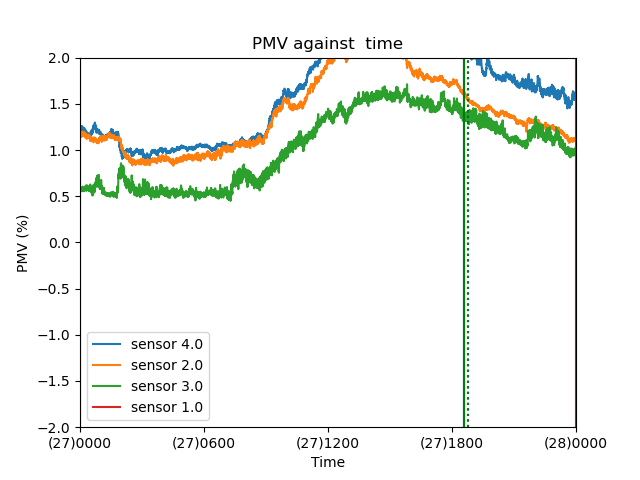 PMV against  time
PMV (%)
2.0
1.5
1.0
0.5
0.0
−0.5
−1.0
−1.5
−2.0
sensor 4.0
sensor 2.0
sensor 3.0
sensor 1.0
(27)0000
(27)0600
(27)1200
(27)1800
(28)0000
Time